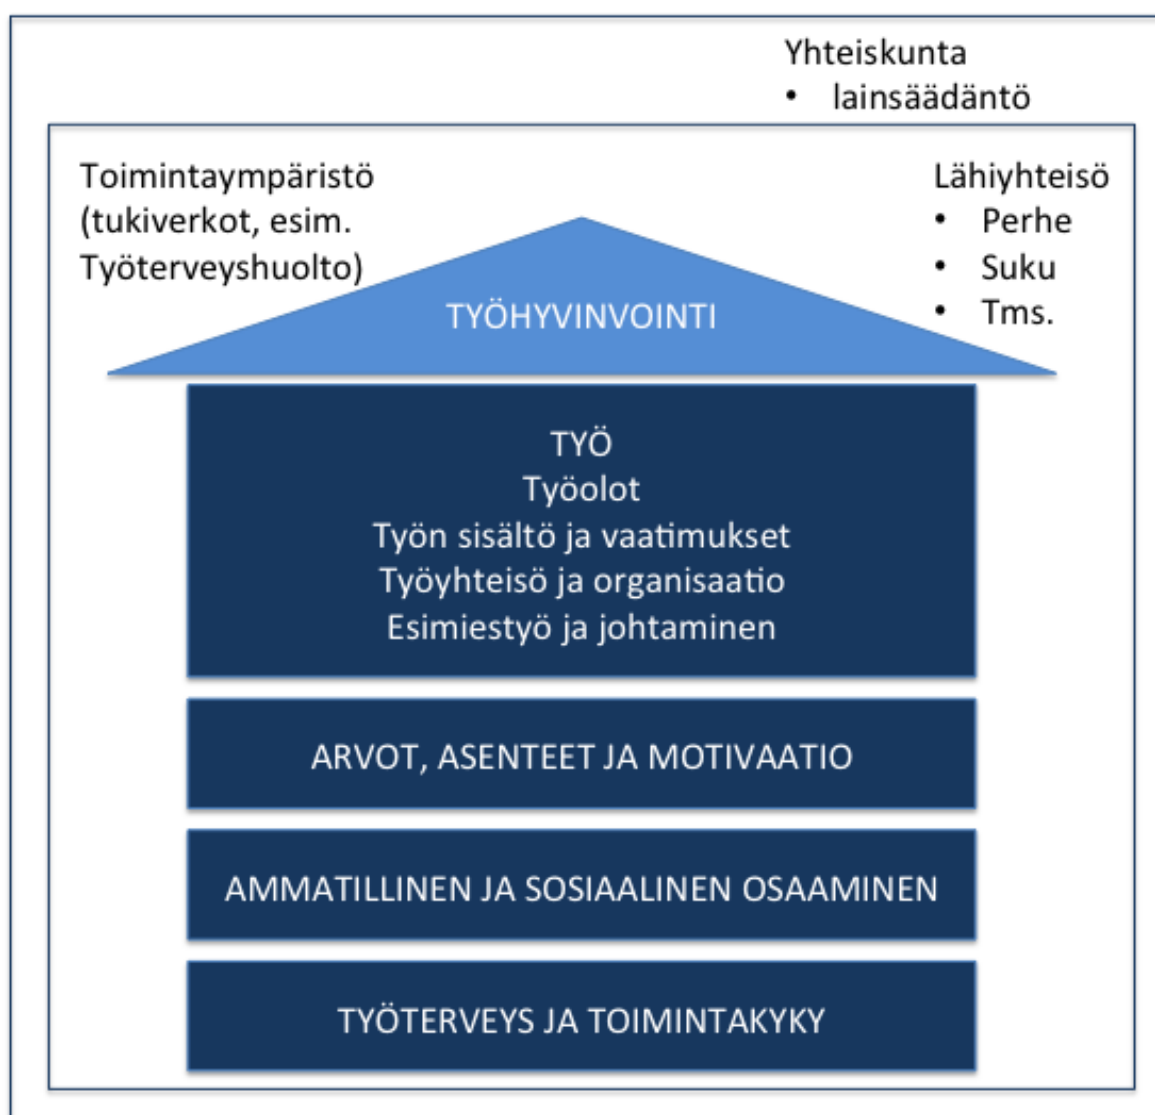 Yhteiskunta
• lainsäädäntö
Toimintaympäristö
(tukiverkot, esim.
Työterveyshuolto)
Lähiyhteisö
• Perhe
• Suku
• Tms.
TYÖHYVINVOINTI
TYÖ
Työolot
Työn sisältö ja vaatimukset
Työyhteisö ja organisaatio
Esimiestyö ja johtaminen
ARVOT, ASENTEET JA MOTIVAATIO
AMMATILLINEN JA SOSIAALINEN OSAAMINEN
TYÖTERVEYS JA TOIMINTAKYKY